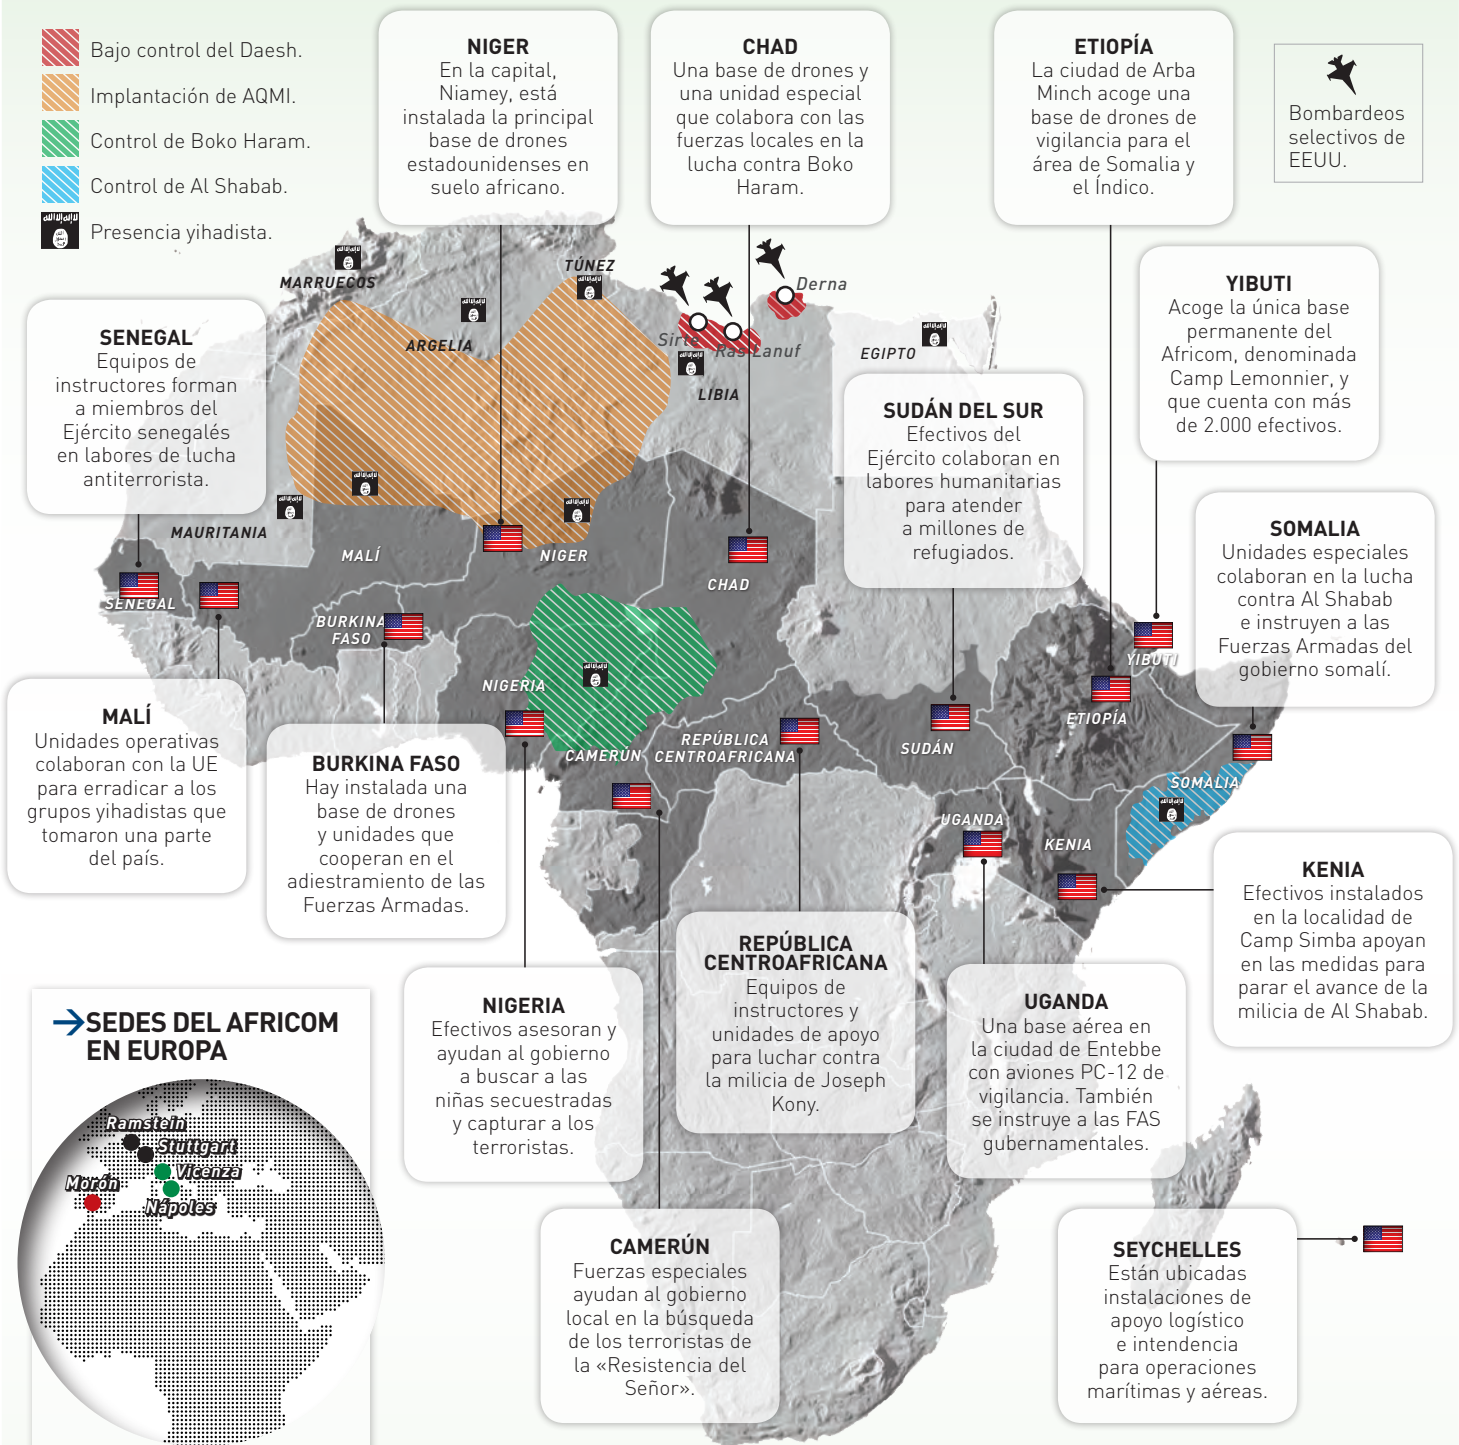 Bajo control del Daesh.
Implantación de AQMI.
Control de Boko Haram.
Control de Al Shabab.
Presencia yihadista.
NIGER
En la capital,
Niamey, está
instalada la principal
base de drones
estadounidenses en
suelo africano.
CHAD
Una base de drones y
una unidad especial
que colabora con las
fuerzas locales en la
lucha contra Boko
Haram.
ETIOPÍA
La ciudad de Arba
Minch acoge una
base de drones de
vigilancia para el
área de Somalia y
el Índico.
Bombardeos
selectivos de
EEUU.
YIBUTI
Acoge la única base
permanente del
Africom, denominada
Camp Lemonnier, y
que cuenta con más
de 2.000 efectivos.
SENEGAL
Equipos de
instructores forman
a miembros del
Ejército senegalés
en labores de lucha
antiterrorista.
SUDÁN DEL SUR
Efectivos del
Ejército colaboran en
labores humanitarias
para atender
a millones de
refugiados.
SOMALIA
Unidades especiales
colaboran en la lucha
contra Al Shabab
e instruyen a las
Fuerzas Armadas del
gobierno somalí.
MARRUECOS
TÚNEZ
ARGELIA
Derna
Sirte
Ras Lanuf
LIBIA
EGIPTO
MAURITANIA
MALÍ
NIGER
CHAD
SENEGAL
BURKINA
FASO
NIGERIA
CAMERÚN
REPÚBLICA
CENTROAFRICANA
SUDÁN
ETIOPÍA
YIBUTI
SOMALIA
UGANDA
KENIA
MALÍ
Unidades operativas
colaboran con la UE
para erradicar a los
grupos yihadistas que
tomaron una parte
del país.
BURKINA FASO
Hay instalada una
base de drones
y unidades que
cooperan en el
adiestramiento de las
Fuerzas Armadas.
KENIA
Efectivos instalados
en la localidad de
Camp Simba apoyan
en las medidas para
parar el avance de la
milicia de Al Shabab.
NIGERIA
Efectivos asesoran y
ayudan al gobierno
a buscar a las
niñas secuestradas
y capturar a los
terroristas.
REPÚBLICA
CENTROAFRICANA
Equipos de
instructores y
unidades de apoyo
para luchar contra
la milicia de Joseph
Kony.
UGANDA
Una base aérea en
la ciudad de Entebbe
con aviones PC-12 de
vigilancia. También
se instruye a las FAS
gubernamentales.
CAMERÚN
Fuerzas especiales
ayudan al gobierno
local en la búsqueda
de los terroristas de
la «Resistencia del
Señor».
SEYCHELLES
Están ubicadas
instalaciones de
apoyo logístico
e intendencia
para operaciones
marítimas y aéreas.
SEDES DEL AFRICOM
EN EUROPA
Ramstein
Stuttgart
Vicenza
Morón
Nápoles